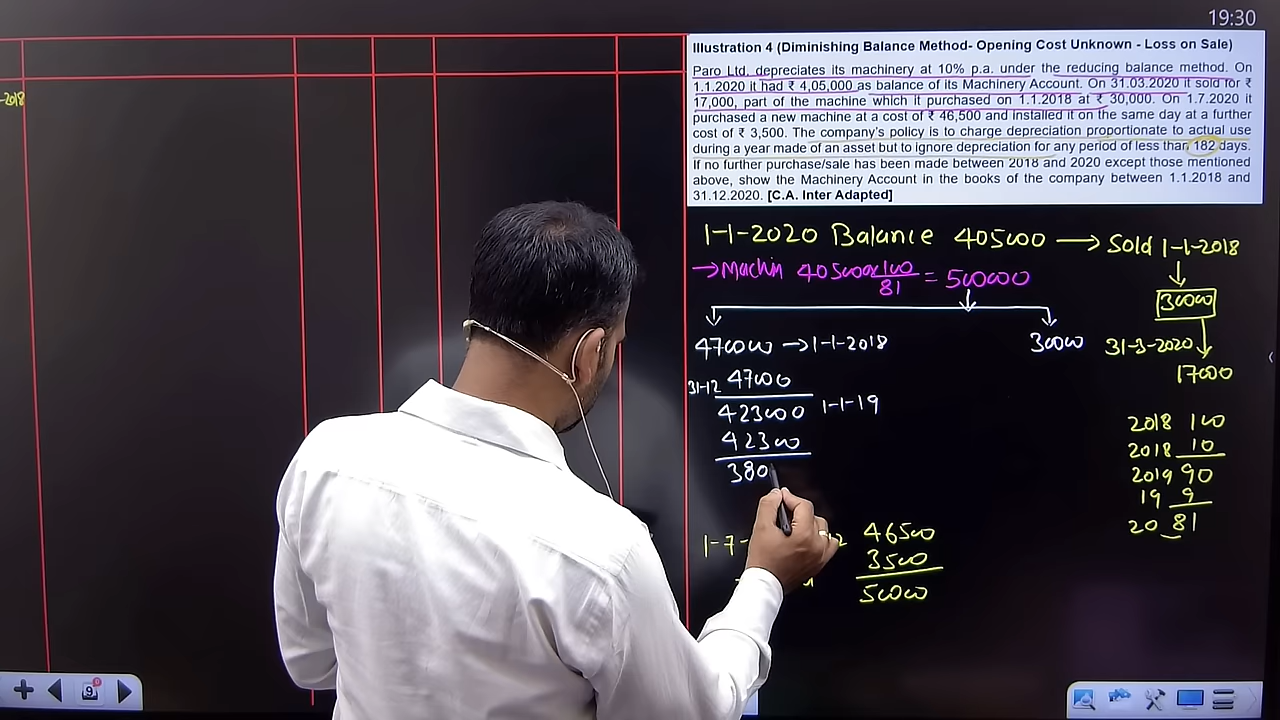 19:30
Illustration 4 (Diminishing Balance Method- Opening Cost Unknown - Loss on Sale)
Paro Ltd. depreciates its machinery at 10% p.a. under the reducing balance method. On
1.1.2020 it had ₹ 4,05,000 as balance of its Machinery Account. On 31.03.2020 it sold for ₹
17,000, part of the machine which it purchased on 1.1.2018 at ₹ 30,000. On 1.7.2020 it
purchased a new machine at a cost of ₹ 46,500 and installed it on the same day at a further
cost of ₹ 3,500. The company's policy is to charge depreciation proportionate to actual use
during a year made of an asset but to ignore depreciation for any period of less than 182 days.
If no further purchase/sale has been made between 2018 and 2020 except those mentioned
above, show the Machinery Account in the books of the company between 1.1.2018 and
31.12.2020. [C.A. Inter Adapted]
-2018
1-1-2020 Balance 405000 → Sold 1-1-2018
→ Machin 405000x100/81 = 500000
30000
470000 → 1-1-2018
30000
31-3-2020
17000
31-12 47000
423000 1-1-19
42300
380
2018 100
2018 10
2019 90
19 9
20 81
1-7-
46500
3500
50000
9